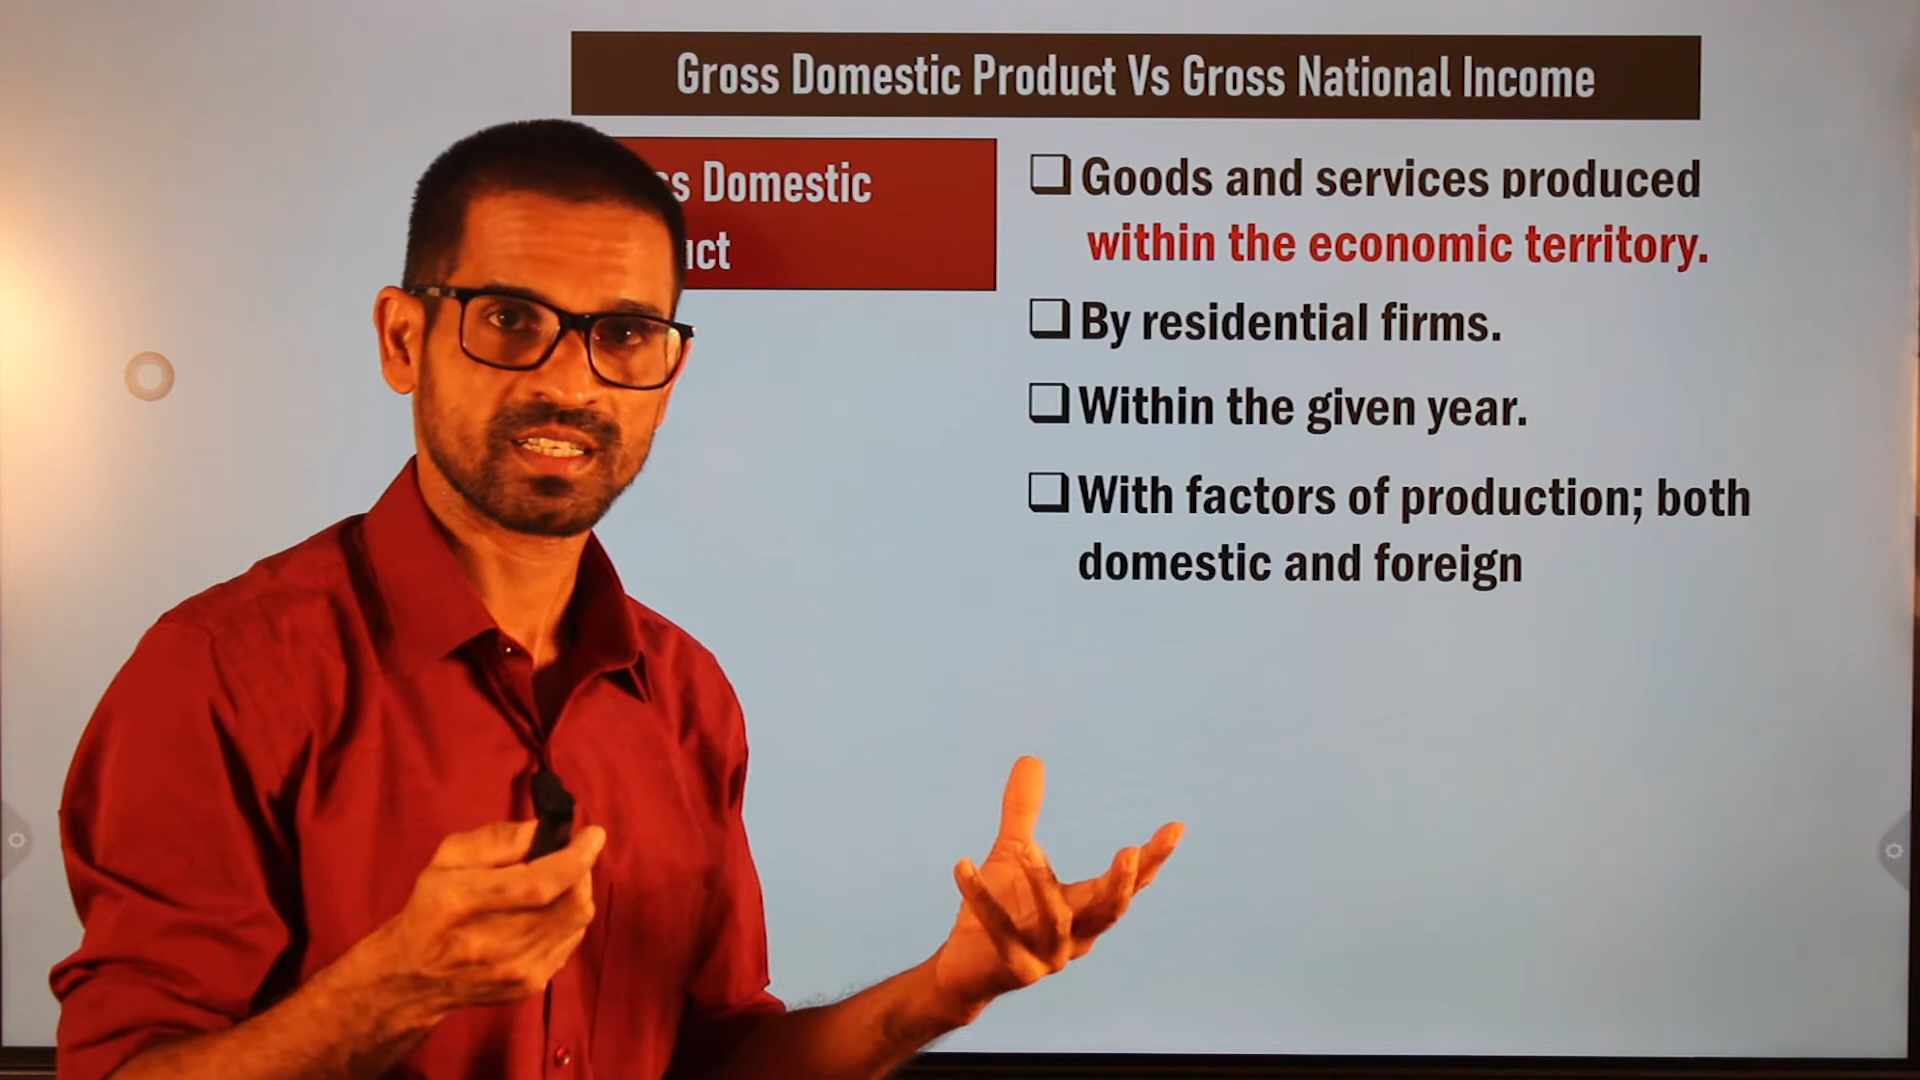 Gross Domestic Product Vs Gross National Income
Domestic
Goods and services produced
within the economic territory.
By residential firms.
Within the given year.
With factors of production; both
domestic and foreign